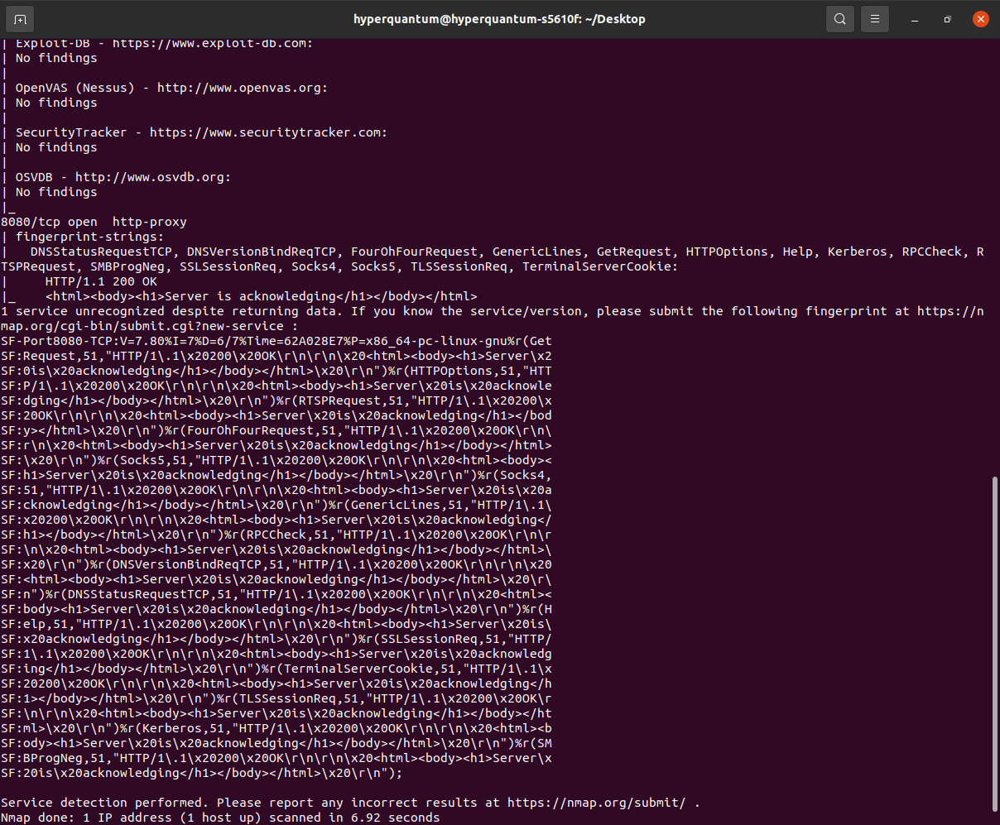 hyperquantum@hyperquantum-s5610f: ~/Desktop
| Exploit-DB - https://www.exploit-db.com:
| No findings
|
| OpenVAS (Nessus) - http://www.openvas.org:
| No findings
|
| SecurityTracker - https://www.securitytracker.com:
| No findings
|
| OSVDB - http://www.osvdb.org:
| No findings
|_
8080/tcp open  http-proxy
| fingerprint-strings:
|   DNSStatusRequestTCP, DNSVersionBindReqTCP, FourOhFourRequest, GenericLines, GetRequest, HTTPOptions, Help, Kerberos, RPCCheck, R
TSPRequest, SMBProgNeg, SSLSessionReq, Socks4, Socks5, TLSSessionReq, TerminalServerCookie:
|     HTTP/1.1 200 OK
|_    <html><body><h1>Server is acknowledging</h1></body></html>
1 service unrecognized despite returning data. If you know the service/version, please submit the following fingerprint at https://n
map.org/cgi-bin/submit.cgi?new-service :
SF-Port8080-TCP:V=7.80%I=7%D=6/7%Time=62A028E7%P=x86_64-pc-linux-gnu%r(Get
SF:Request,51,"HTTP/1\.1\x20200\x20OK\r\n\r\n\x20<html><body><h1>Server\x2
SF:0is\x20acknowledging</h1></body></html>\x20\r\n")%r(HTTPOptions,51,"HTT
SF:P/1\.1\x20200\x20OK\r\n\r\n\x20<html><body><h1>Server\x20is\x20acknowle
SF:dging</h1></body></html>\x20\r\n")%r(RTSPRequest,51,"HTTP/1\.1\x20200\x
SF:20OK\r\n\r\n\x20<html><body><h1>Server\x20is\x20acknowledging</h1></bod
SF:y></html>\x20\r\n")%r(FourOhFourRequest,51,"HTTP/1\.1\x20200\x20OK\r\n\
SF:r\n\x20<html><body><h1>Server\x20is\x20acknowledging</h1></body></html>
SF:\x20\r\n")%r(Socks5,51,"HTTP/1\.1\x20200\x20OK\r\n\r\n\x20<html><body><
SF:h1>Server\x20is\x20acknowledging</h1></body></html>\x20\r\n")%r(Socks4,
SF:51,"HTTP/1\.1\x20200\x20OK\r\n\r\n\x20<html><body><h1>Server\x20is\x20a
SF:cknowledging</h1></body></html>\x20\r\n")%r(GenericLines,51,"HTTP/1\.1\
SF:x20200\x20OK\r\n\r\n\x20<html><body><h1>Server\x20is\x20acknowledging</
SF:h1></body></html>\x20\r\n")%r(RPCCheck,51,"HTTP/1\.1\x20200\x20OK\r\n\r
SF:\n\x20<html><body><h1>Server\x20is\x20acknowledging</h1></body></html>\
SF:x20\r\n")%r(DNSVersionBindReqTCP,51,"HTTP/1\.1\x20200\x20OK\r\n\r\n\x20
SF:<html><body><h1>Server\x20is\x20acknowledging</h1></body></html>\x20\r\
SF:n")%r(DNSStatusRequestTCP,51,"HTTP/1\.1\x20200\x20OK\r\n\r\n\x20<html><
SF:body><h1>Server\x20is\x20acknowledging</h1></body></html>\x20\r\n")%r(H
SF:elp,51,"HTTP/1\.1\x20200\x20OK\r\n\r\n\x20<html><body><h1>Server\x20is\
SF:x20acknowledging</h1></body></html>\x20\r\n")%r(SSLSessionReq,51,"HTTP/
SF:1\.1\x20200\x20OK\r\n\r\n\x20<html><body><h1>Server\x20is\x20acknowledg
SF:ing</h1></body></html>\x20\r\n")%r(TerminalServerCookie,51,"HTTP/1\.1\x
SF:20200\x20OK\r\n\r\n\x20<html><body><h1>Server\x20is\x20acknowledging</h
SF:1></body></html>\x20\r\n")%r(TLSSessionReq,51,"HTTP/1\.1\x20200\x20OK\r
SF:\n\r\n\x20<html><body><h1>Server\x20is\x20acknowledging</h1></body></ht
SF:ml>\x20\r\n")%r(Kerberos,51,"HTTP/1\.1\x20200\x20OK\r\n\r\n\x20<html><b
SF:ody><h1>Server\x20is\x20acknowledging</h1></body></html>\x20\r\n")%r(SM
SF:BProgNeg,51,"HTTP/1\.1\x20200\x20OK\r\n\r\n\x20<html><body><h1>Server\x
SF:20is\x20acknowledging</h1></body></html>\x20\r\n");

Service detection performed. Please report any incorrect results at https://nmap.org/submit/ .
Nmap done: 1 IP address (1 host up) scanned in 6.92 seconds